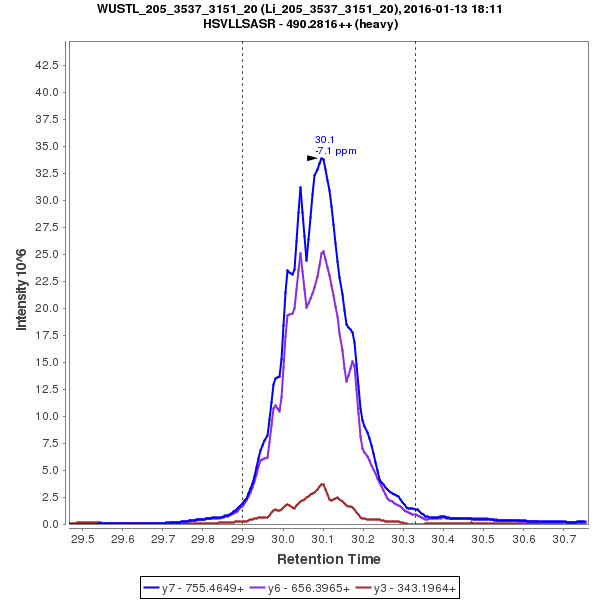 WUSTL_205_3537_3151_20 (Li_205_3537_3151_20), 2016-01-13 18:11
HSVLLSASR - 490.2816++ (heavy)
30.1
-7.1 ppm
Intensity 10^6
42.5
40.0
37.5
35.0
32.5
30.0
27.5
25.0
22.5
20.0
17.5
15.0
12.5
10.0
7.5
5.0
2.5
0.0
29.5 29.6 29.7 29.8 29.9 30.0 30.1 30.2 30.3 30.4 30.5 30.6 30.7
Retention Time
y7 - 755.4649+ y6 - 656.3965+ y3 - 343.1964+